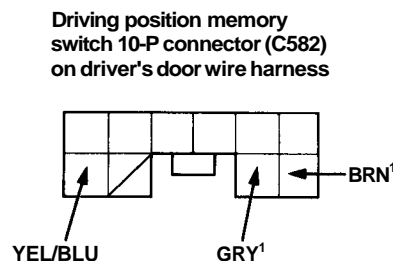 Driving position memory
switch 10-P connector (C582)
on driver's door wire harness
BRN¹
YEL/BLU
GRY¹